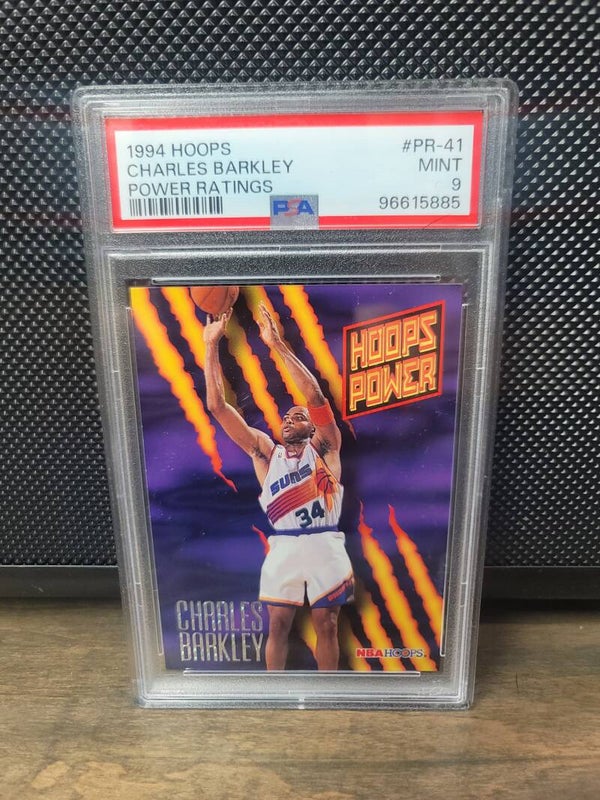 1994 HOOPS #PR-41
CHARLES BARKLEY MINT
POWER RATINGS 9
PSA 96615885
HOOPS
POWER
SUNS
34
CHARLES
BARKLEY
NBA HOOPS